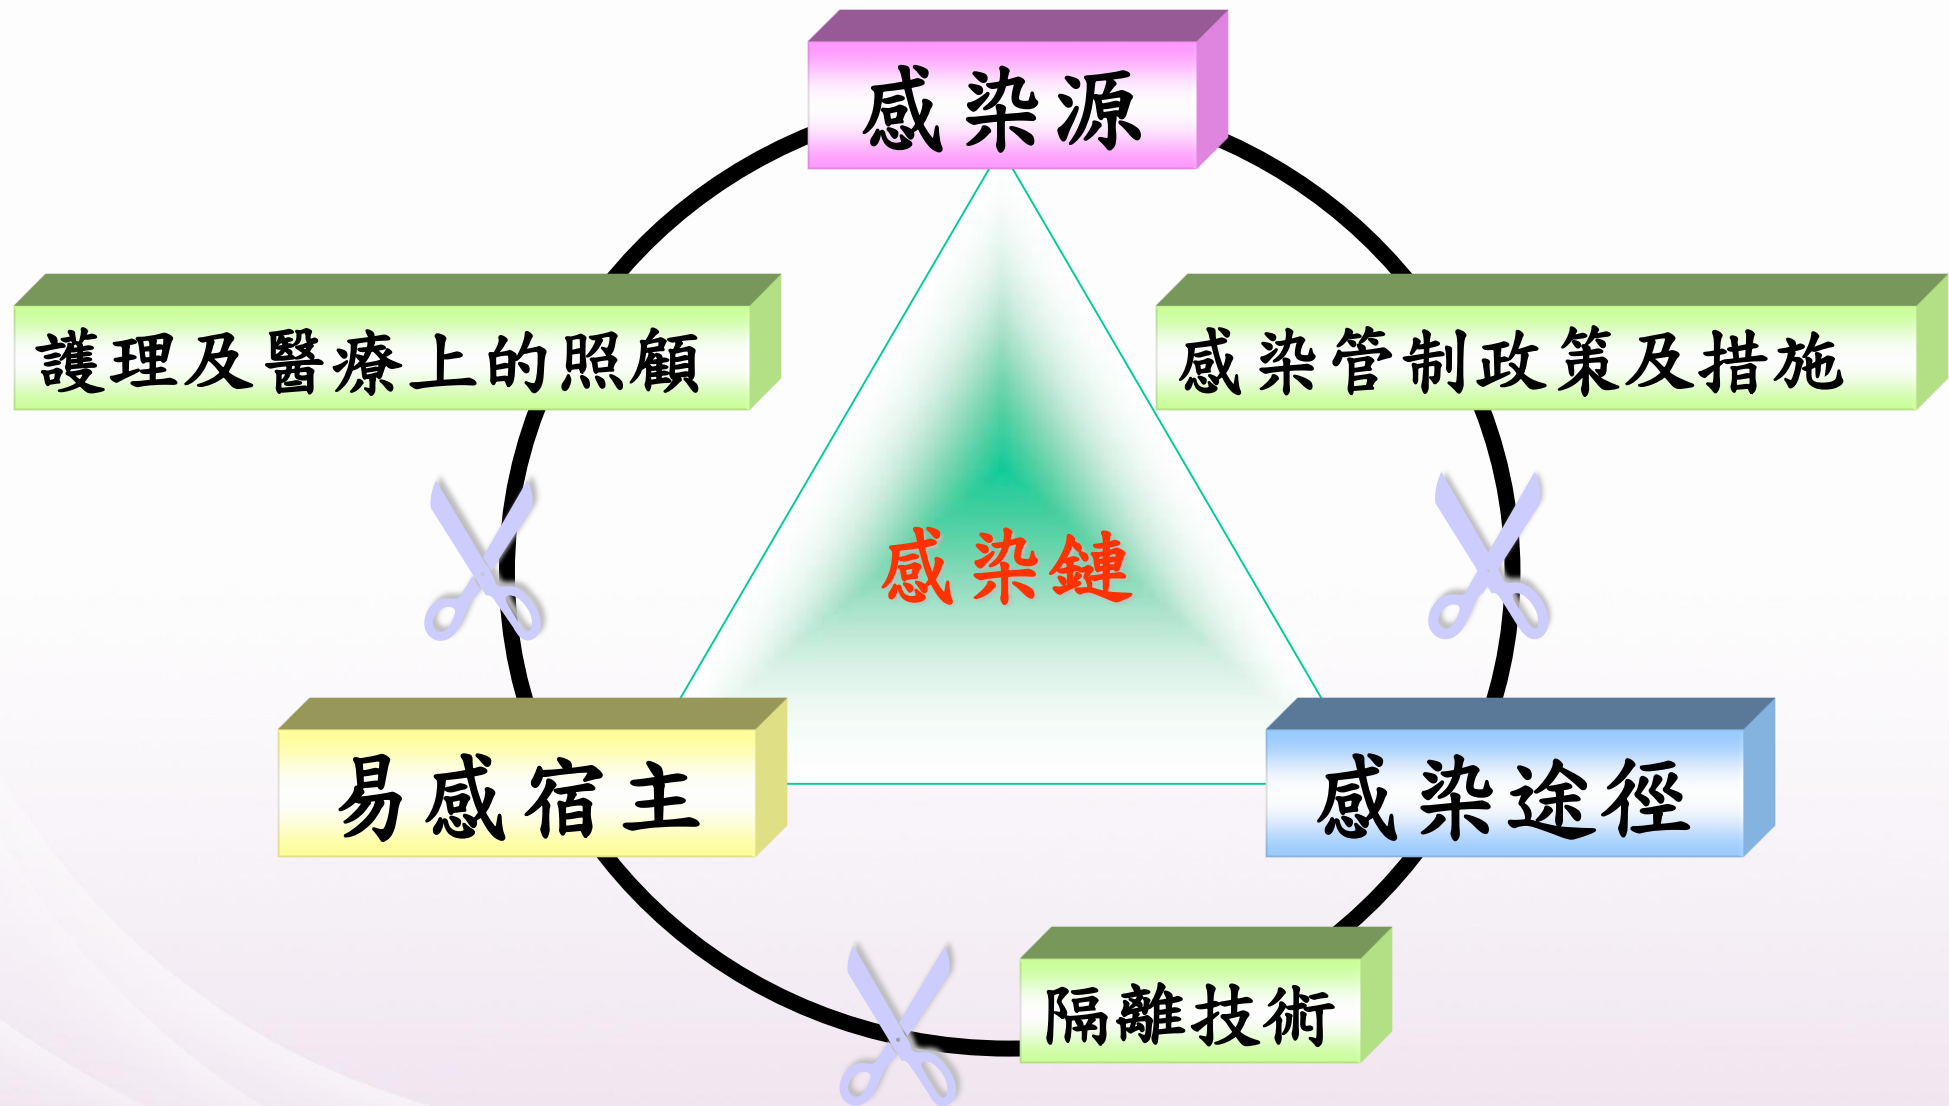 感染源
護理及醫療上的照顧
感染管制政策及措施
感染鏈
易感宿主
感染途徑
隔離技術